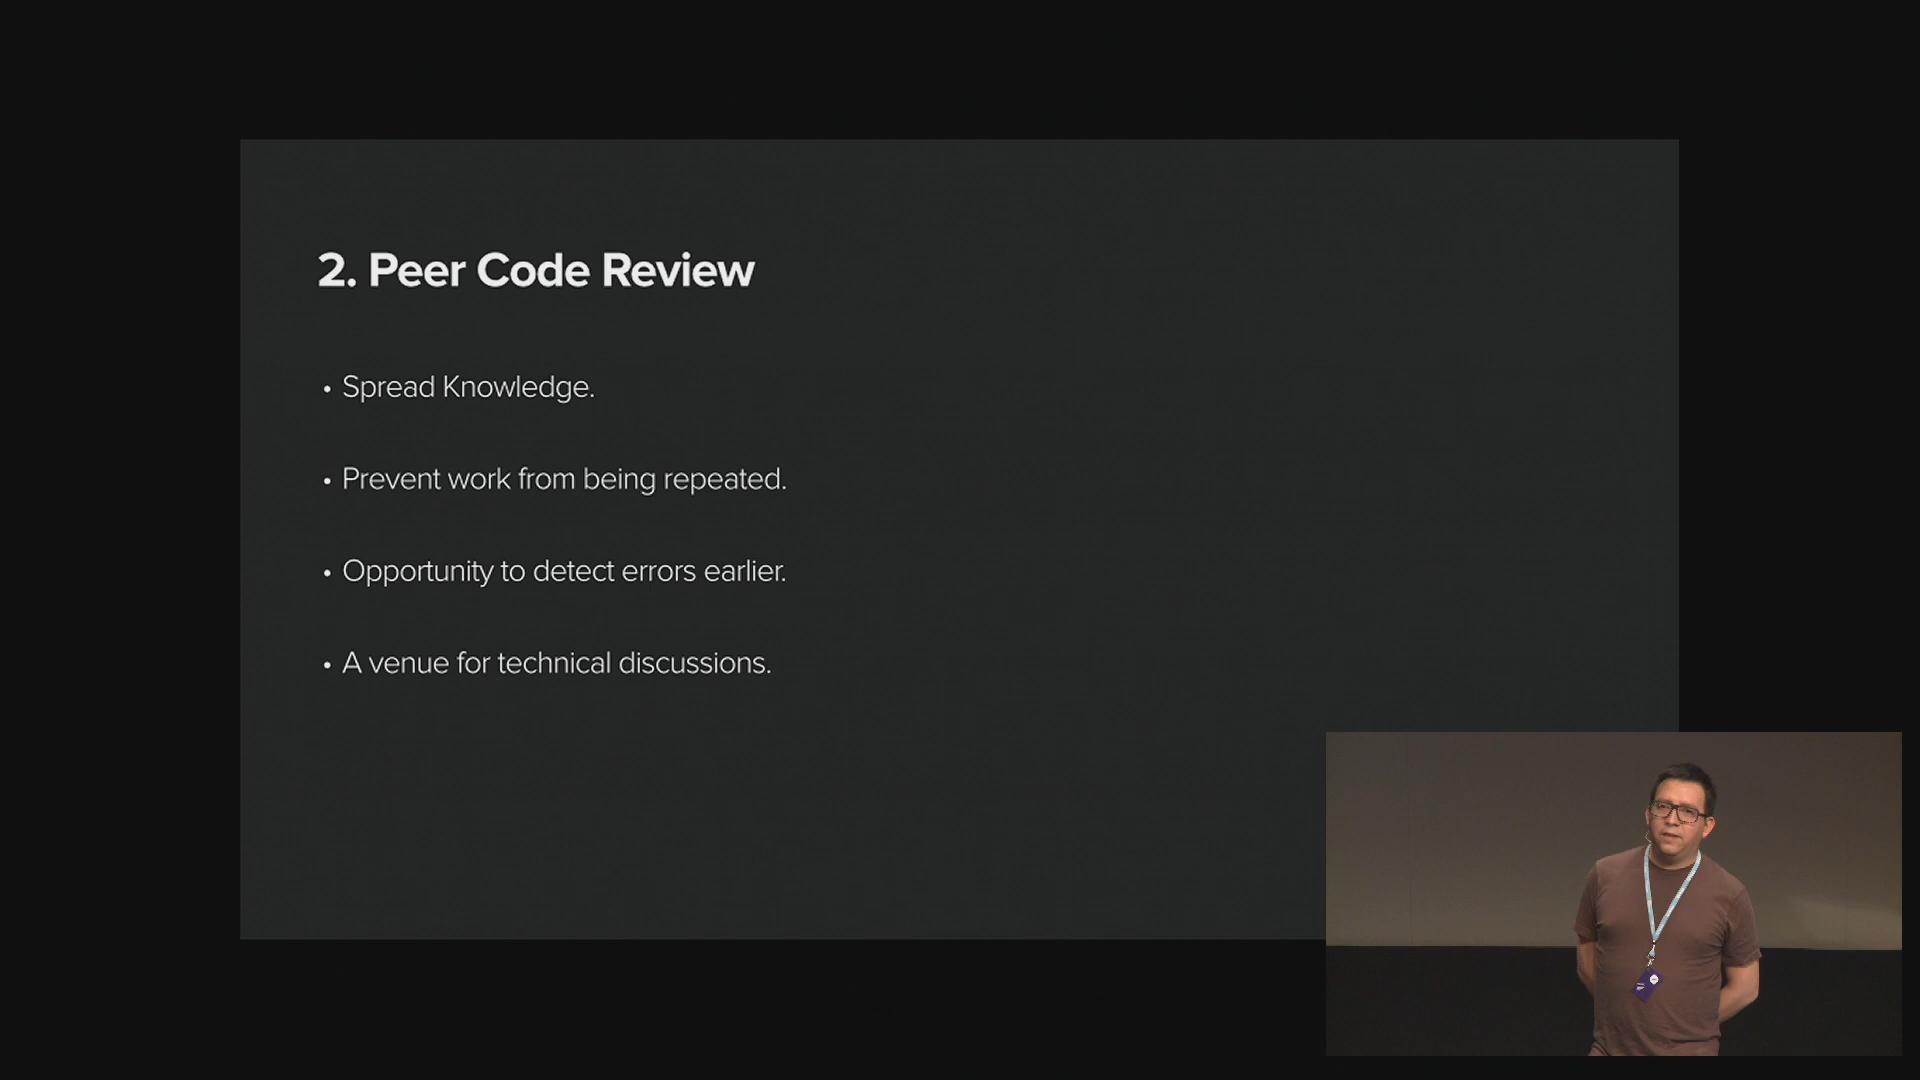 2. Peer Code Review
• Spread Knowledge.
• Prevent work from being repeated.
• Opportunity to detect errors earlier.
• A venue for technical discussions.